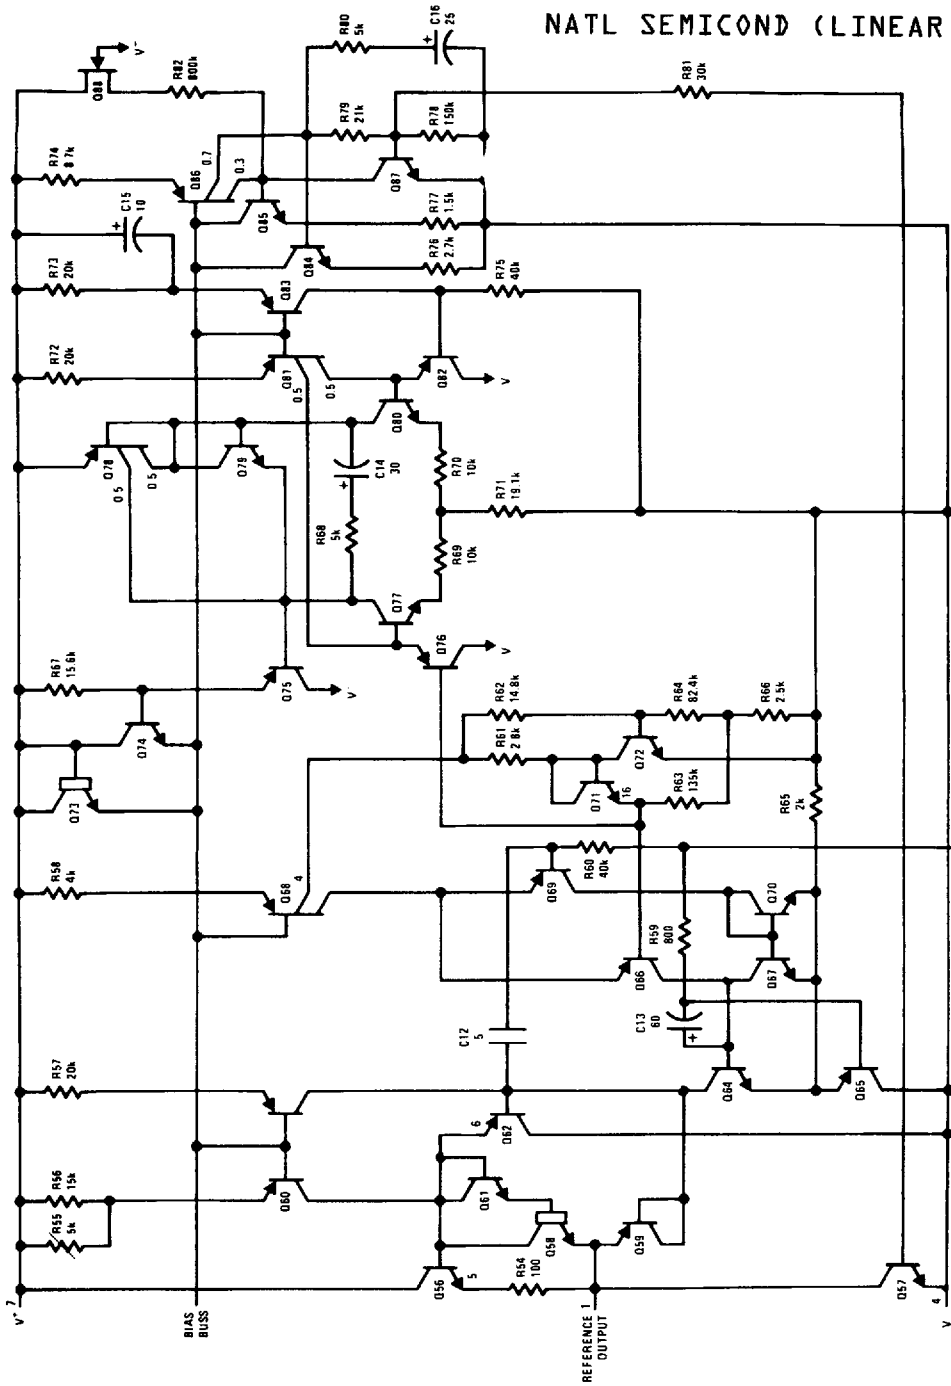 NATL SEMICOND (LINEAR
V+ 7
R55
5k
R56
15k
R57
20k
R58
4k
R67
15.6k
R72
20k
R73
20k
C15
10
R74
8.7k
Q88
V-
R82
800k
R80
5k
C16
25
BIAS
BUSS
Q60
Q68
4
Q73
Q74
Q78
0.5
0.5
Q79
Q81
0.5
0.5
Q83
Q86
0.7
0.3
Q85
Q84
R79
21k
R78
150k
Q87
R81
30k
R76
2.7k
R77
1.5k
R75
40k
Q82
V
Q80
C14
30
R68
5k
R70
10k
R69
10k
R71
19.1k
Q77
Q76
V
Q75
V
R62
14.8k
R61
2.8k
R64
82.4k
R66
2.5k
Q72
Q71
16
R63
135k
R65
2k
Q69
R60
40k
R59
800
Q70
Q67
Q66
C13
60
C12
5
Q64
Q65
Q62
6
Q61
Q58
Q59
Q56
5
R54
100
REFERENCE 1
OUTPUT
Q57
V 4